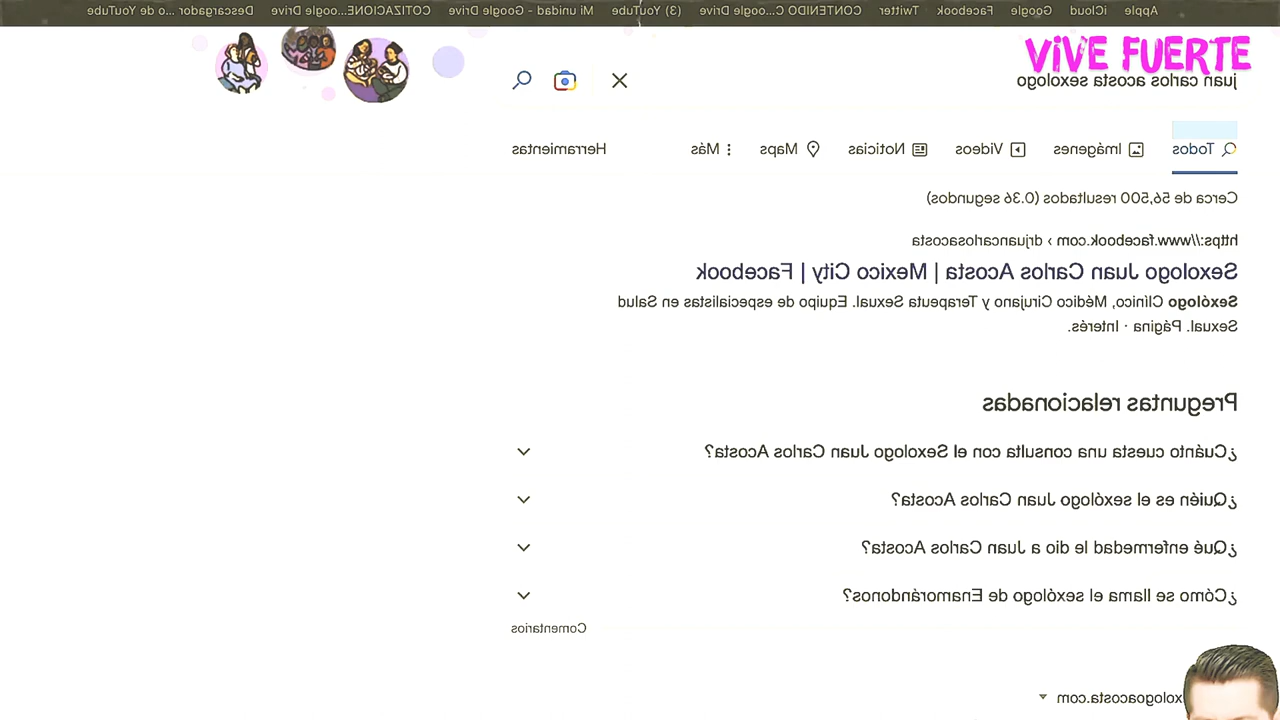 Apple iCloud Google Facebook Twitter CONTENIDO C...oogle Drive (3) YouTube Mi unidad - Google Drive COTIZACIONE...oogle Drive Descargador ...o de YouTube
ViVE FUERTE
juan carlos acosta sexologo
Todos Imágenes Videos Noticias Maps Más Herramientas
Cerca de 56,500 resultados (0.36 segundos)
https://www.facebook.com › drjuancarlosacosta
Sexologo Juan Carlos Acosta | Mexico City | Facebook
Sexólogo Clínico, Médico Cirujano y Terapeuta Sexual. Equipo de especialistas en Salud
Sexual. Página · Interés.
Preguntas relacionadas
¿Cuánto cuesta una consulta con el Sexologo Juan Carlos Acosta?
¿Quién es el sexólogo Juan Carlos Acosta?
¿Qué enfermedad le dio a Juan Carlos Acosta?
¿Cómo se llama el sexólogo de Enamorándonos?
Comentarios
xologoacosta.com